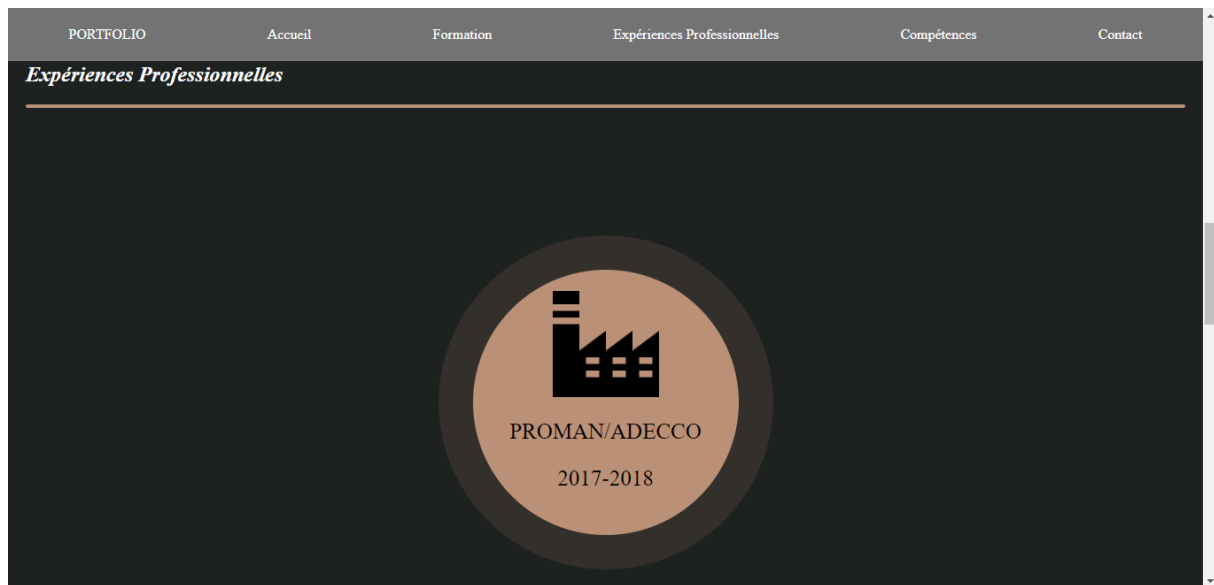 PORTFOLIO Accueil Formation Expériences Professionnelles Compétences Contact
Expériences Professionnelles
PROMAN/ADECCO
2017-2018